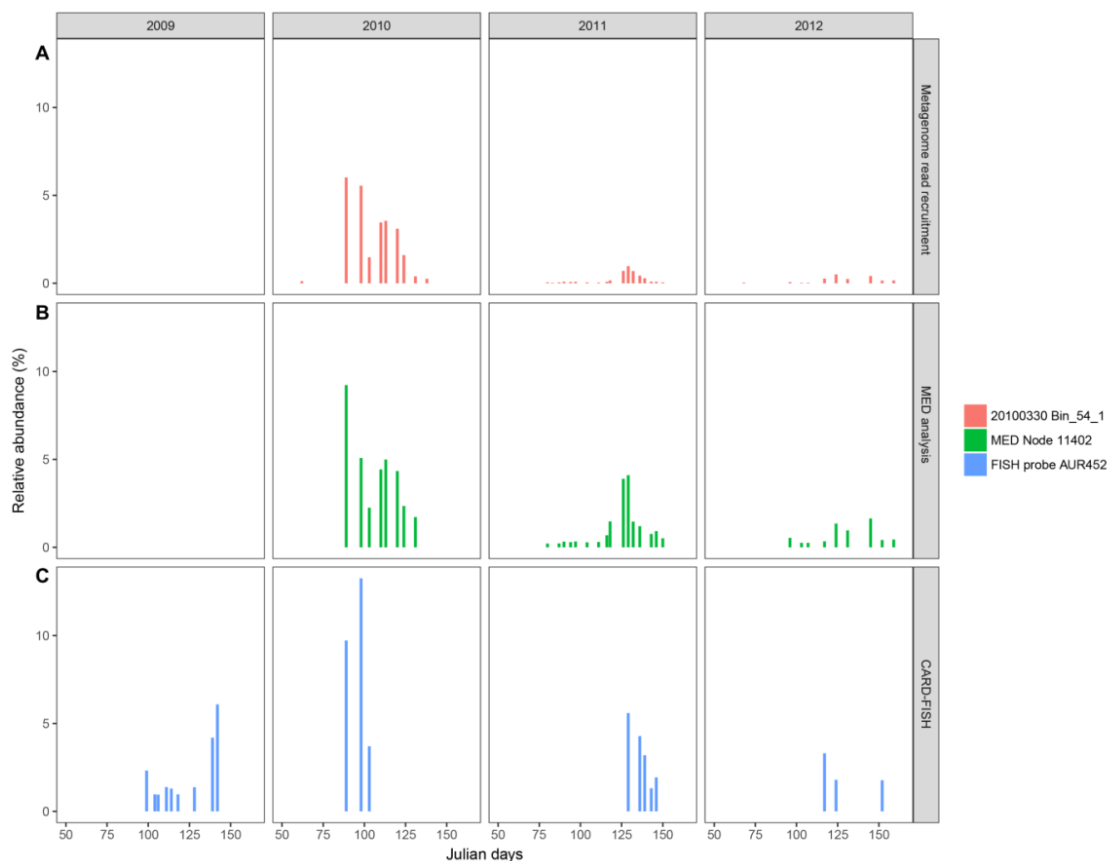 2009 2010 2011 2012
A
10
5
0
Metagenome read recruitment
B
10
5
0
MED analysis
C
10
5
0
CARD-FISH
Relative abundance (%)
50 75 100 125 150 50 75 100 125 150 50 75 100 125 150 50 75 100 125 150
Julian days
20100330 Bin_54_1
MED Node 11402
FISH probe AUR452